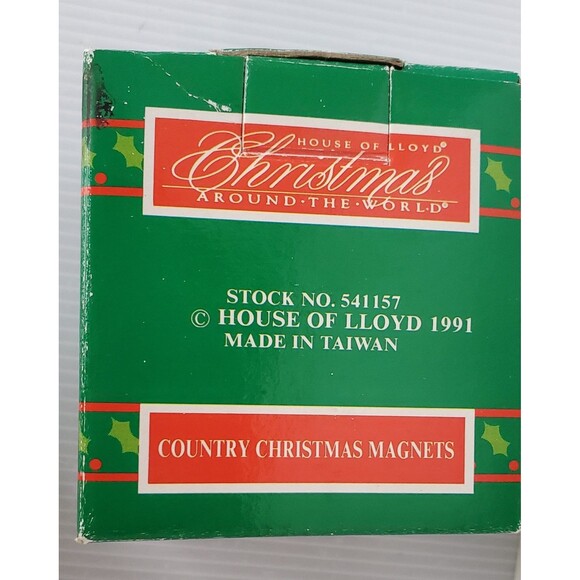 HOUSE OF LLOYD®
Christmas
AROUND·THE·WORLD®
STOCK NO. 541157
© HOUSE OF LLOYD 1991
MADE IN TAIWAN
COUNTRY CHRISTMAS MAGNETS